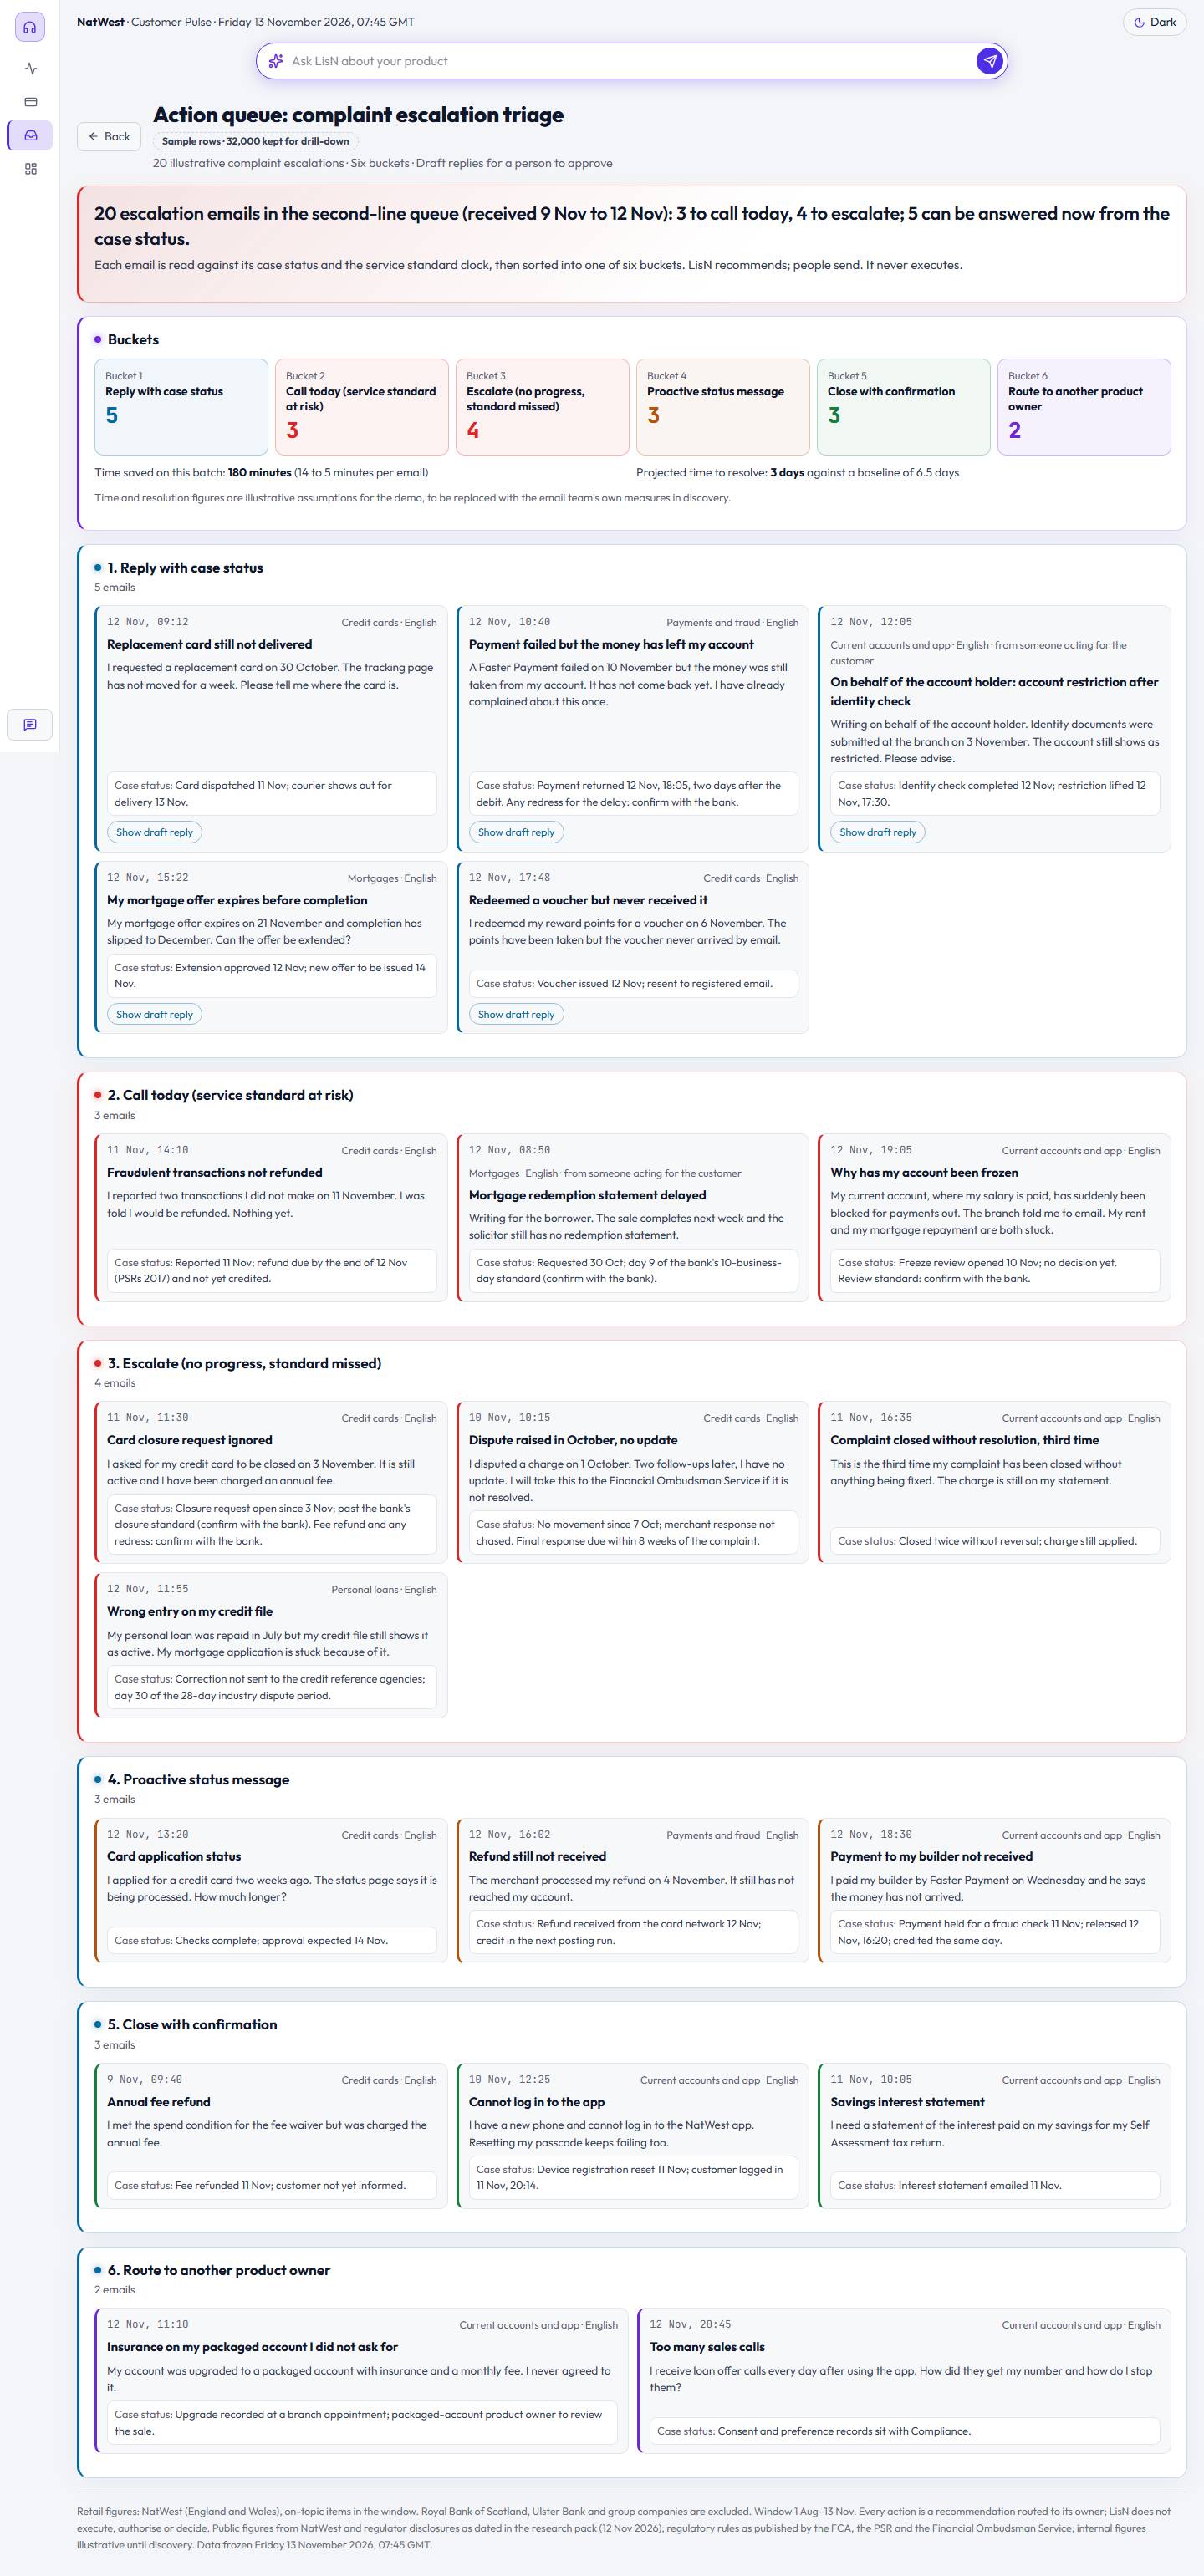 NatWest · Customer Pulse · Friday 13 November 2026, 07:45 GMT
Dark
Ask LisN about your product
Back
Action queue: complaint escalation triage
Sample rows · 32,000 kept for drill-down
20 illustrative complaint escalations · Six buckets · Draft replies for a person to approve
20 escalation emails in the second-line queue (received 9 Nov to 12 Nov): 3 to call today, 4 to escalate; 5 can be answered now from the
case status.
Each email is read against its case status and the service standard clock, then sorted into one of six buckets. LisN recommends; people send. It never executes.
Buckets
Bucket 1
Reply with case status
5
Bucket 2
Call today (service standard
at risk)
3
Bucket 3
Escalate (no progress,
standard missed)
4
Bucket 4
Proactive status message
3
Bucket 5
Close with confirmation
3
Bucket 6
Route to another product
owner
2
Time saved on this batch: 180 minutes (14 to 5 minutes per email)
Projected time to resolve: 3 days against a baseline of 6.5 days
Time and resolution figures are illustrative assumptions for the demo, to be replaced with the email team's own measures in discovery.
1. Reply with case status
5 emails
12 Nov, 09:12
Credit cards · English
Replacement card still not delivered
I requested a replacement card on 30 October. The tracking page
has not moved for a week. Please tell me where the card is.
Case status: Card dispatched 11 Nov; courier shows out for
delivery 13 Nov.
Show draft reply
12 Nov, 10:40
Payments and fraud · English
Payment failed but the money has left my account
A Faster Payment failed on 10 November but the money was still
taken from my account. It has not come back yet. I have already
complained about this once.
Case status: Payment returned 12 Nov, 18:05, two days after the
debit. Any redress for the delay: confirm with the bank.
Show draft reply
12 Nov, 12:05
Current accounts and app · English · from someone acting for the
customer
On behalf of the account holder: account restriction after
identity check
Writing on behalf of the account holder. Identity documents were
submitted at the branch on 3 November. The account still shows as
restricted. Please advise.
Case status: Identity check completed 12 Nov; restriction lifted 12
Nov, 17:30.
Show draft reply
12 Nov, 15:22
Mortgages · English
My mortgage offer expires before completion
My mortgage offer expires on 21 November and completion has
slipped to December. Can the offer be extended?
Case status: Extension approved 12 Nov; new offer to be issued 14
Nov.
Show draft reply
12 Nov, 17:48
Credit cards · English
Redeemed a voucher but never received it
I redeemed my reward points for a voucher on 6 November. The
points have been taken but the voucher never arrived by email.
Case status: Voucher issued 12 Nov; resent to registered email.
Show draft reply
2. Call today (service standard at risk)
3 emails
11 Nov, 14:10
Credit cards · English
Fraudulent transactions not refunded
I reported two transactions I did not make on 11 November. I was
told I would be refunded. Nothing yet.
Case status: Reported 11 Nov; refund due by the end of 12 Nov
(PSRs 2017) and not yet credited.
12 Nov, 08:50
Mortgages · English · from someone acting for the customer
Mortgage redemption statement delayed
Writing for the borrower. The sale completes next week and the
solicitor still has no redemption statement.
Case status: Requested 30 Oct; day 9 of the bank's 10-business-
day standard (confirm with the bank).
12 Nov, 19:05
Current accounts and app · English
Why has my account been frozen
My current account, where my salary is paid, has suddenly been
blocked for payments out. The branch told me to email. My rent
and my mortgage repayment are both stuck.
Case status: Freeze review opened 10 Nov; no decision yet.
Review standard: confirm with the bank.
3. Escalate (no progress, standard missed)
4 emails
11 Nov, 11:30
Credit cards · English
Card closure request ignored
I asked for my credit card to be closed on 3 November. It is still
active and I have been charged an annual fee.
Case status: Closure request open since 3 Nov; past the bank's
closure standard (confirm with the bank). Fee refund and any
redress: confirm with the bank.
10 Nov, 10:15
Credit cards · English
Dispute raised in October, no update
I disputed a charge on 1 October. Two follow-ups later, I have no
update. I will take this to the Financial Ombudsman Service if it is
not resolved.
Case status: No movement since 7 Oct; merchant response not
chased. Final response due within 8 weeks of the complaint.
11 Nov, 16:35
Current accounts and app · English
Complaint closed without resolution, third time
This is the third time my complaint has been closed without
anything being fixed. The charge is still on my statement.
Case status: Closed twice without reversal; charge still applied.
12 Nov, 11:55
Personal loans · English
Wrong entry on my credit file
My personal loan was repaid in July but my credit file still shows it
as active. My mortgage application is stuck because of it.
Case status: Correction not sent to the credit reference agencies;
day 30 of the 28-day industry dispute period.
4. Proactive status message
3 emails
12 Nov, 13:20
Credit cards · English
Card application status
I applied for a credit card two weeks ago. The status page says it is
being processed. How much longer?
Case status: Checks complete; approval expected 14 Nov.
12 Nov, 16:02
Payments and fraud · English
Refund still not received
The merchant processed my refund on 4 November. It still has not
reached my account.
Case status: Refund received from the card network 12 Nov;
credit in the next posting run.
12 Nov, 18:30
Current accounts and app · English
Payment to my builder not received
I paid my builder by Faster Payment on Wednesday and he says
the money has not arrived.
Case status: Payment held for a fraud check 11 Nov; released 12
Nov, 16:20; credited the same day.
5. Close with confirmation
3 emails
9 Nov, 09:40
Credit cards · English
Annual fee refund
I met the spend condition for the fee waiver but was charged the
annual fee.
Case status: Fee refunded 11 Nov; customer not yet informed.
10 Nov, 12:25
Current accounts and app · English
Cannot log in to the app
I have a new phone and cannot log in to the NatWest app.
Resetting my passcode keeps failing too.
Case status: Device registration reset 11 Nov; customer logged in
11 Nov, 20:14.
11 Nov, 10:05
Current accounts and app · English
Savings interest statement
I need a statement of the interest paid on my savings for my Self
Assessment tax return.
Case status: Interest statement emailed 11 Nov.
6. Route to another product owner
2 emails
12 Nov, 11:10
Current accounts and app · English
Insurance on my packaged account I did not ask for
My account was upgraded to a packaged account with insurance and a monthly fee. I never agreed to
it.
Case status: Upgrade recorded at a branch appointment; packaged-account product owner to review
the sale.
12 Nov, 20:45
Current accounts and app · English
Too many sales calls
I receive loan offer calls every day after using the app. How did they get my number and how do I stop
them?
Case status: Consent and preference records sit with Compliance.
Retail figures: NatWest (England and Wales), on-topic items in the window. Royal Bank of Scotland, Ulster Bank and group companies are excluded. Window 1 Aug–13 Nov. Every action is a recommendation routed to its owner; LisN does not
execute, authorise or decide. Public figures from NatWest and regulator disclosures as dated in the research pack (12 Nov 2026); regulatory rules as published by the FCA, the PSR and the Financial Ombudsman Service; internal figures
illustrative until discovery. Data frozen Friday 13 November 2026, 07:45 GMT.